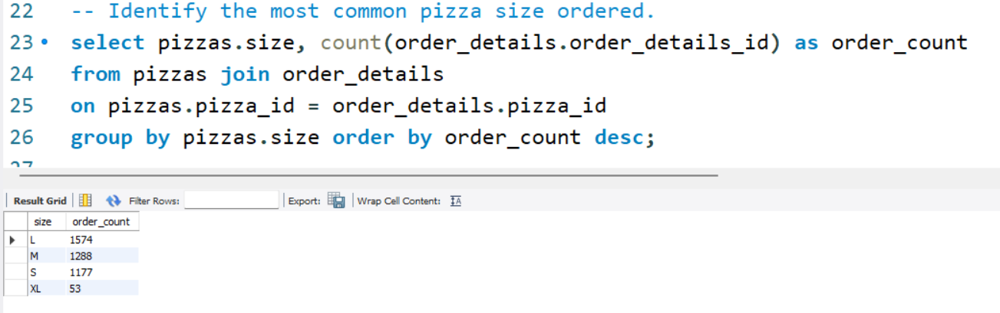 22 -- Identify the most common pizza size ordered.
23 select pizzas.size, count(order_details.order_details_id) as order_count
24 from pizzas join order_details
25 on pizzas.pizza_id = order_details.pizza_id
26 group by pizzas.size order by order_count desc;
27
Result Grid Filter Rows: Export: Wrap Cell Content: IA
size order_count
L 1574
M 1288
S 1177
XL 53